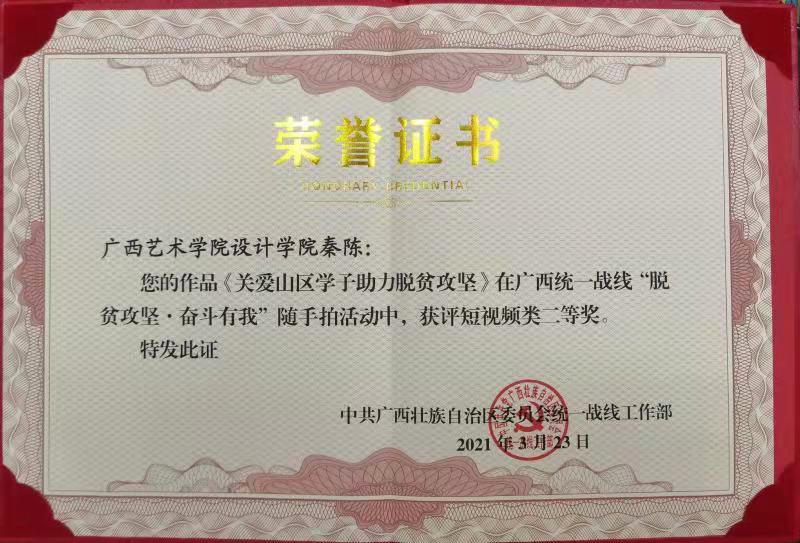 荣誉证书
HONORARY CREDENTIAL
广西艺术学院设计学院秦陈：
您的作品《关爱山区学子助力脱贫攻坚》在广西统一战线“脱
贫攻坚·奋斗有我”随手拍活动中，获评短视频类二等奖。
特发此证
中共广西壮族自治区委员会统一战线工作部
2021年3月23日